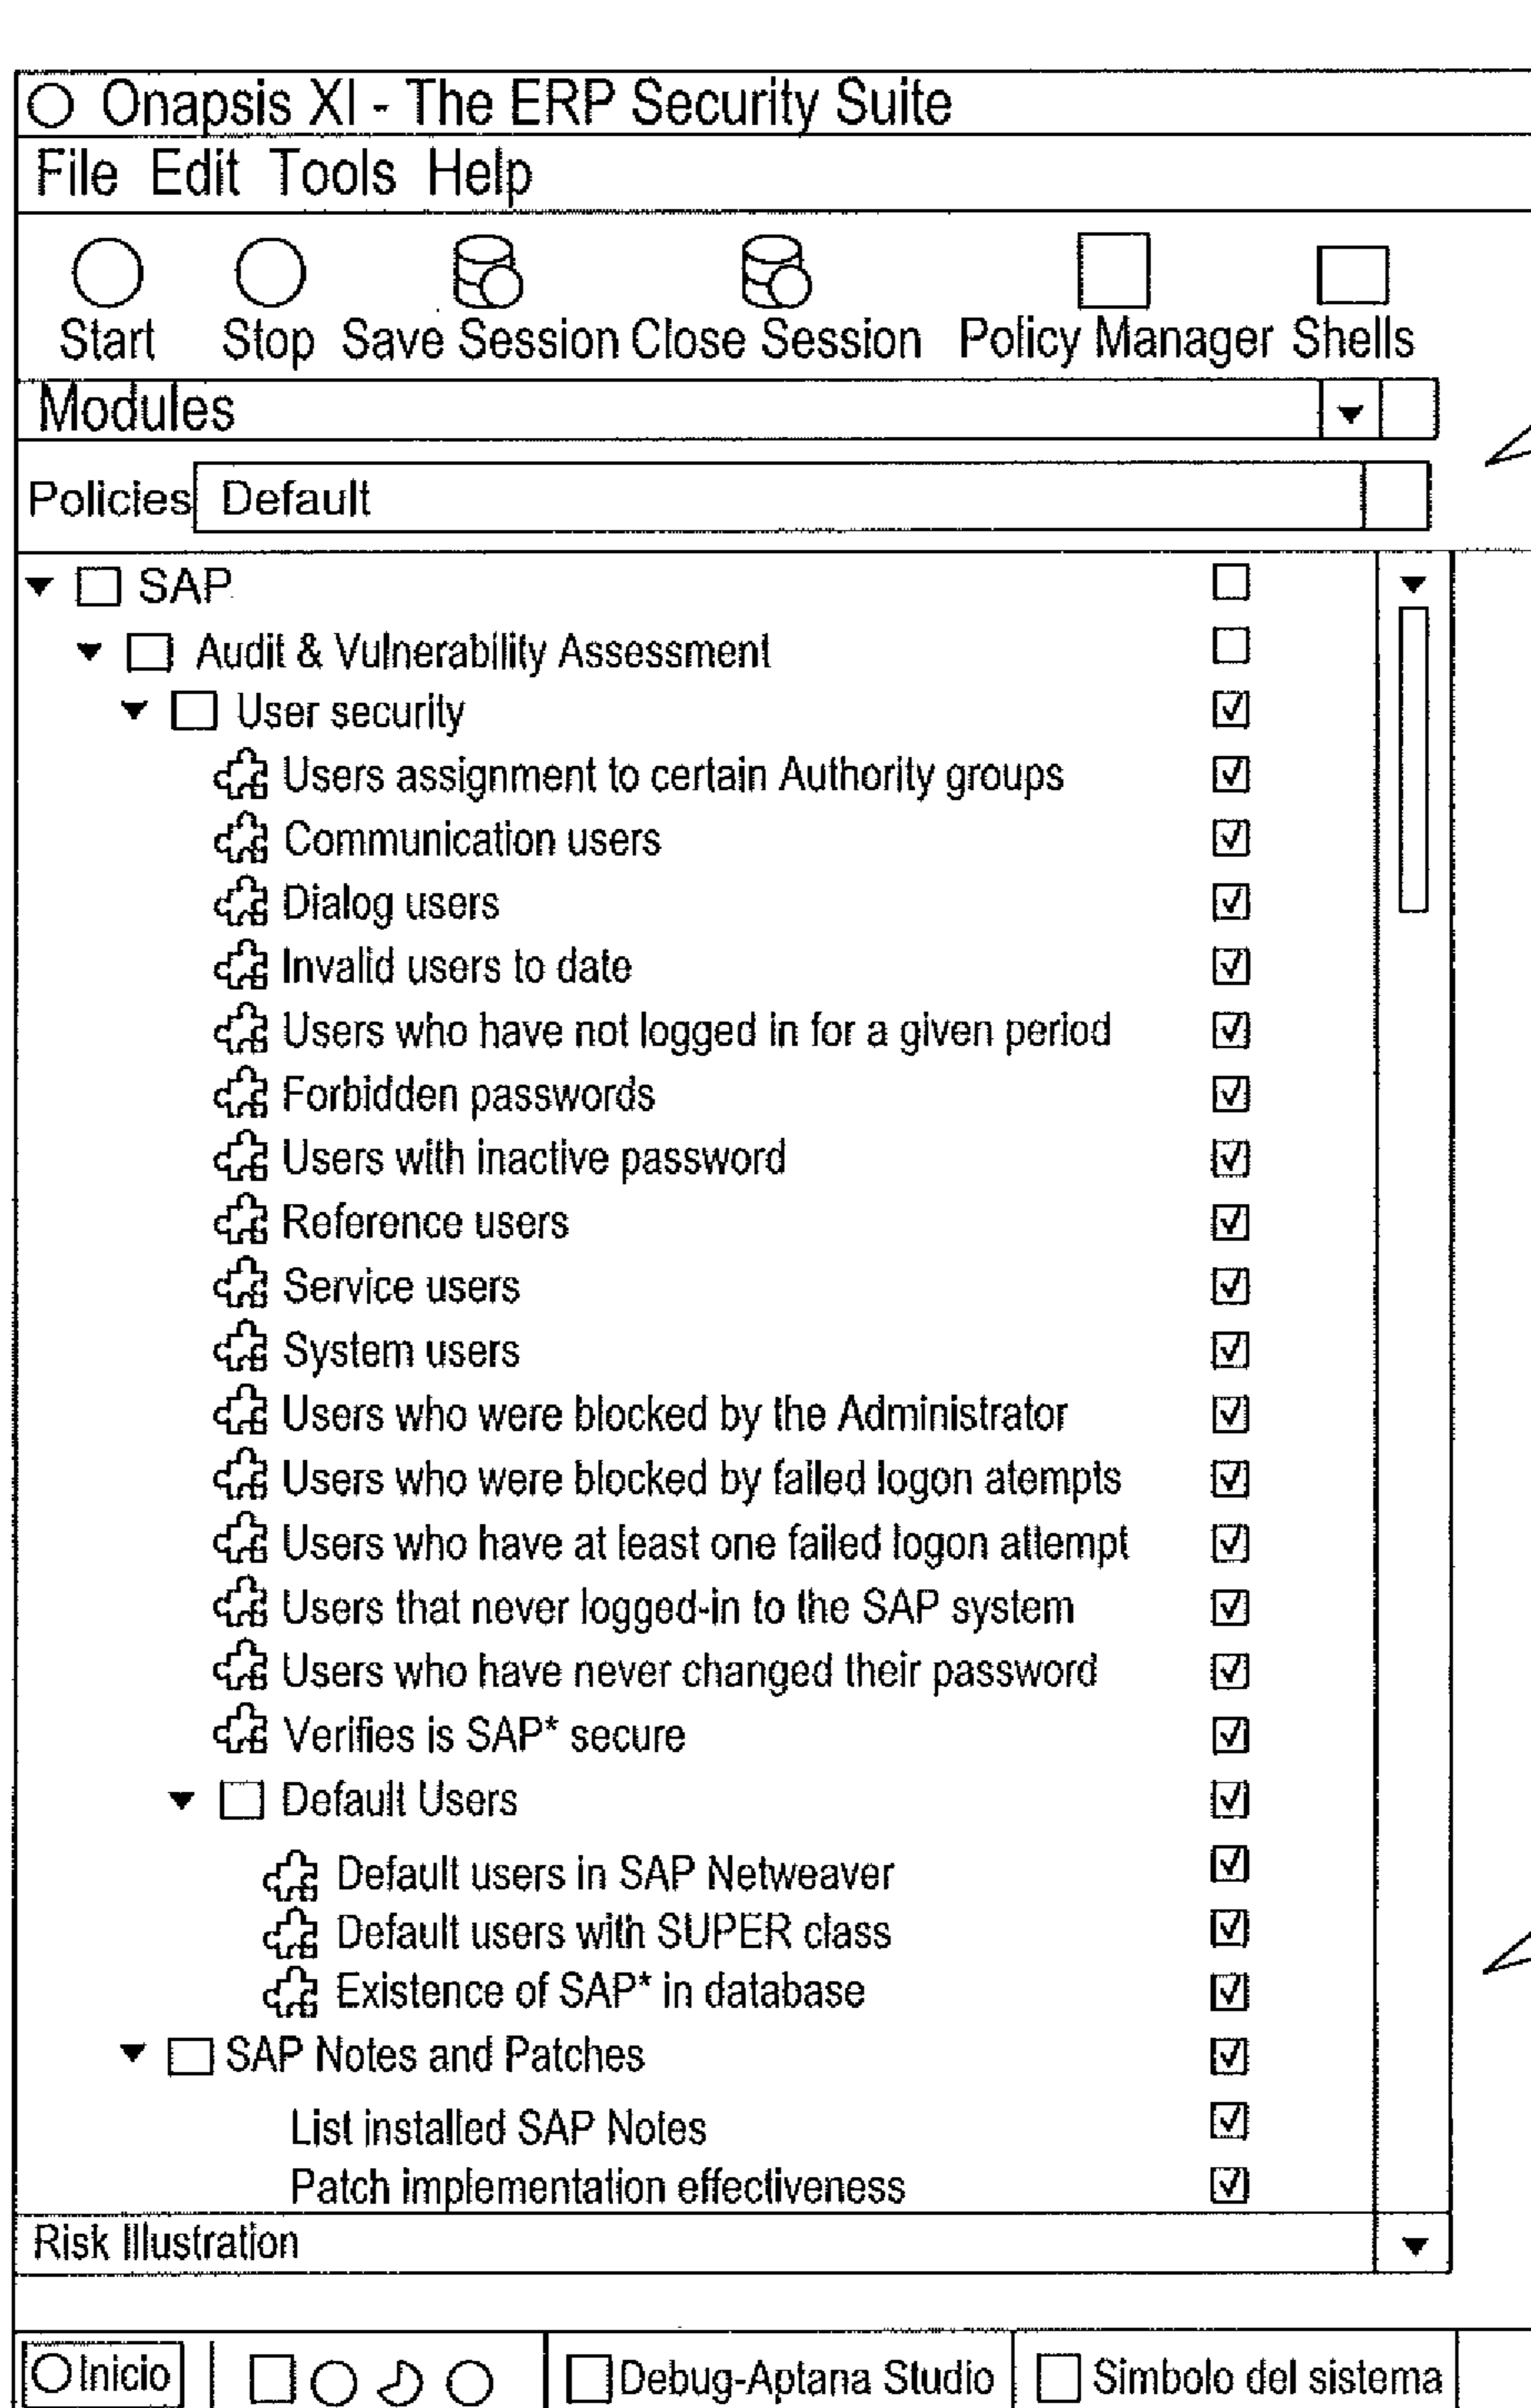 Onapsis XI - The ERP Security Suite
File Edit Tools Help
Start Stop Save Session Close Session Policy Manager Shells
Modules
Policies Default
SAP
Audit & Vulnerability Assessment
User security
Users assignment to certain Authority groups
Communication users
Dialog users
Invalid users to date
Users who have not logged in for a given period
Forbidden passwords
Users with inactive password
Reference users
Service users
System users
Users who were blocked by the Administrator
Users who were blocked by failed logon atempts
Users who have at least one failed logon attempt
Users that never logged-in to the SAP system
Users who have never changed their password
Verifies is SAP* secure
Default Users
Default users in SAP Netweaver
Default users with SUPER class
Existence of SAP* in database
SAP Notes and Patches
List installed SAP Notes
Patch implementation effectiveness
Risk Illustration
Inicio Debug-Aptana Studio Simbolo del sistema